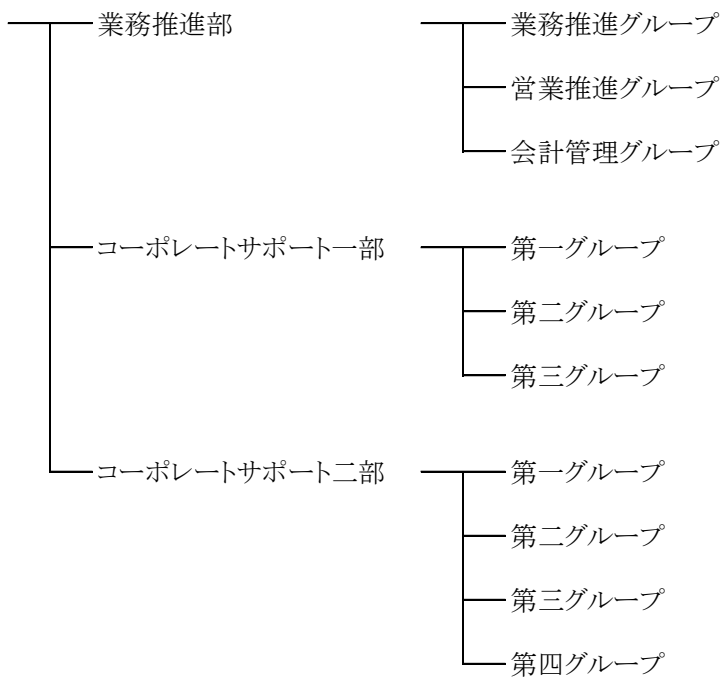 業務推進部
業務推進グループ
営業推進グループ
会計管理グループ
コーポレートサポート一部
第一グループ
第二グループ
第三グループ
コーポレートサポート二部
第一グループ
第二グループ
第三グループ
第四グループ